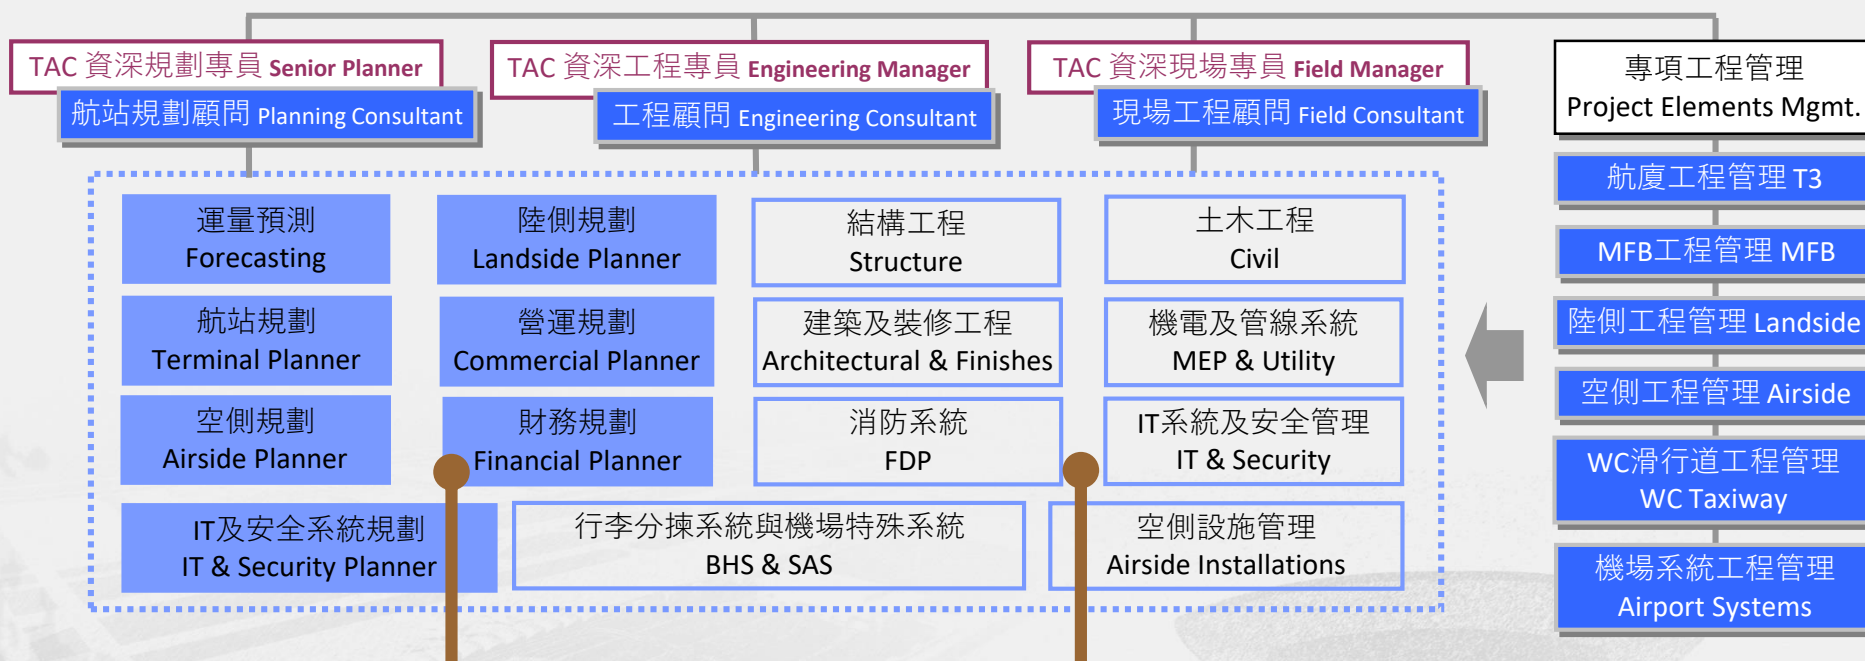 TAC 資深規劃專員 Senior Planner
航站規劃顧問 Planning Consultant
TAC 資深工程專員 Engineering Manager
工程顧問 Engineering Consultant
TAC 資深現場專員 Field Manager
現場工程顧問 Field Consultant
運量預測
Forecasting
陸側規劃
Landside Planner
結構工程
Structure
土木工程
Civil
航站規劃
Terminal Planner
營運規劃
Commercial Planner
建築及裝修工程
Architectural & Finishes
機電及管線系統
MEP & Utility
空側規劃
Airside Planner
財務規劃
Financial Planner
消防系統
FDP
IT系統及安全管理
IT & Security
IT及安全系統規劃
IT & Security Planner
行李分揀系統與機場特殊系統
BHS & SAS
空側設施管理
Airside Installations
專項工程管理
Project Elements Mgmt.
航廈工程管理 T3
MFB工程管理 MFB
陸側工程管理 Landside
空側工程管理 Airside
WC滑行道工程管理
WC Taxiway
機場系統工程管理
Airport Systems